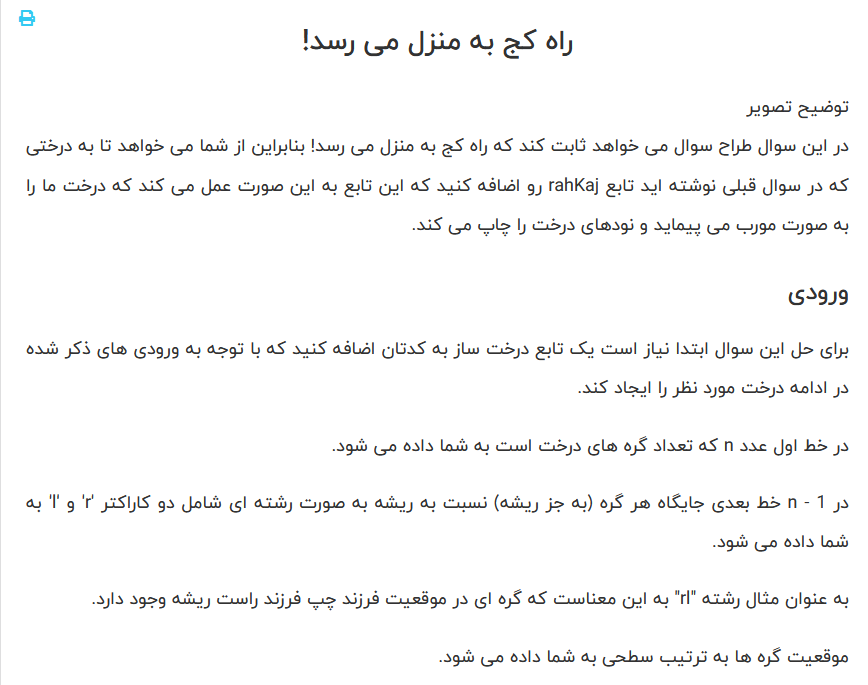 راه کج به منزل می رسد!
توضیح تصویر
در این سوال طراح سوال می خواهد ثابت کند که راه کج به منزل می رسد! بنابراین از شما می خواهد تا به درختی
که در سوال قبلی نوشته اید تابع rahKaj رو اضافه کنید که این تابع به این صورت عمل می کند که درخت ما را
به صورت مورب می پیماید و نودهای درخت را چاپ می کند.
ورودی
برای حل این سوال ابتدا نیاز است یک تابع درخت ساز به کدتان اضافه کنید که با توجه به ورودی های ذکر شده
در ادامه درخت مورد نظر را ایجاد کند.
در خط اول عدد n که تعداد گره های درخت است به شما داده می شود.
در n - 1 خط بعدی جایگاه هر گره (به جز ریشه) نسبت به ریشه به صورت رشته ای شامل دو کاراکتر 'r' و 'l' به
شما داده می شود.
به عنوان مثال رشته "rl" به این معناست که گره ای در موقعیت فرزند چپ فرزند راست ریشه وجود دارد.
موقعیت گره ها به ترتیب سطحی به شما داده می شود.